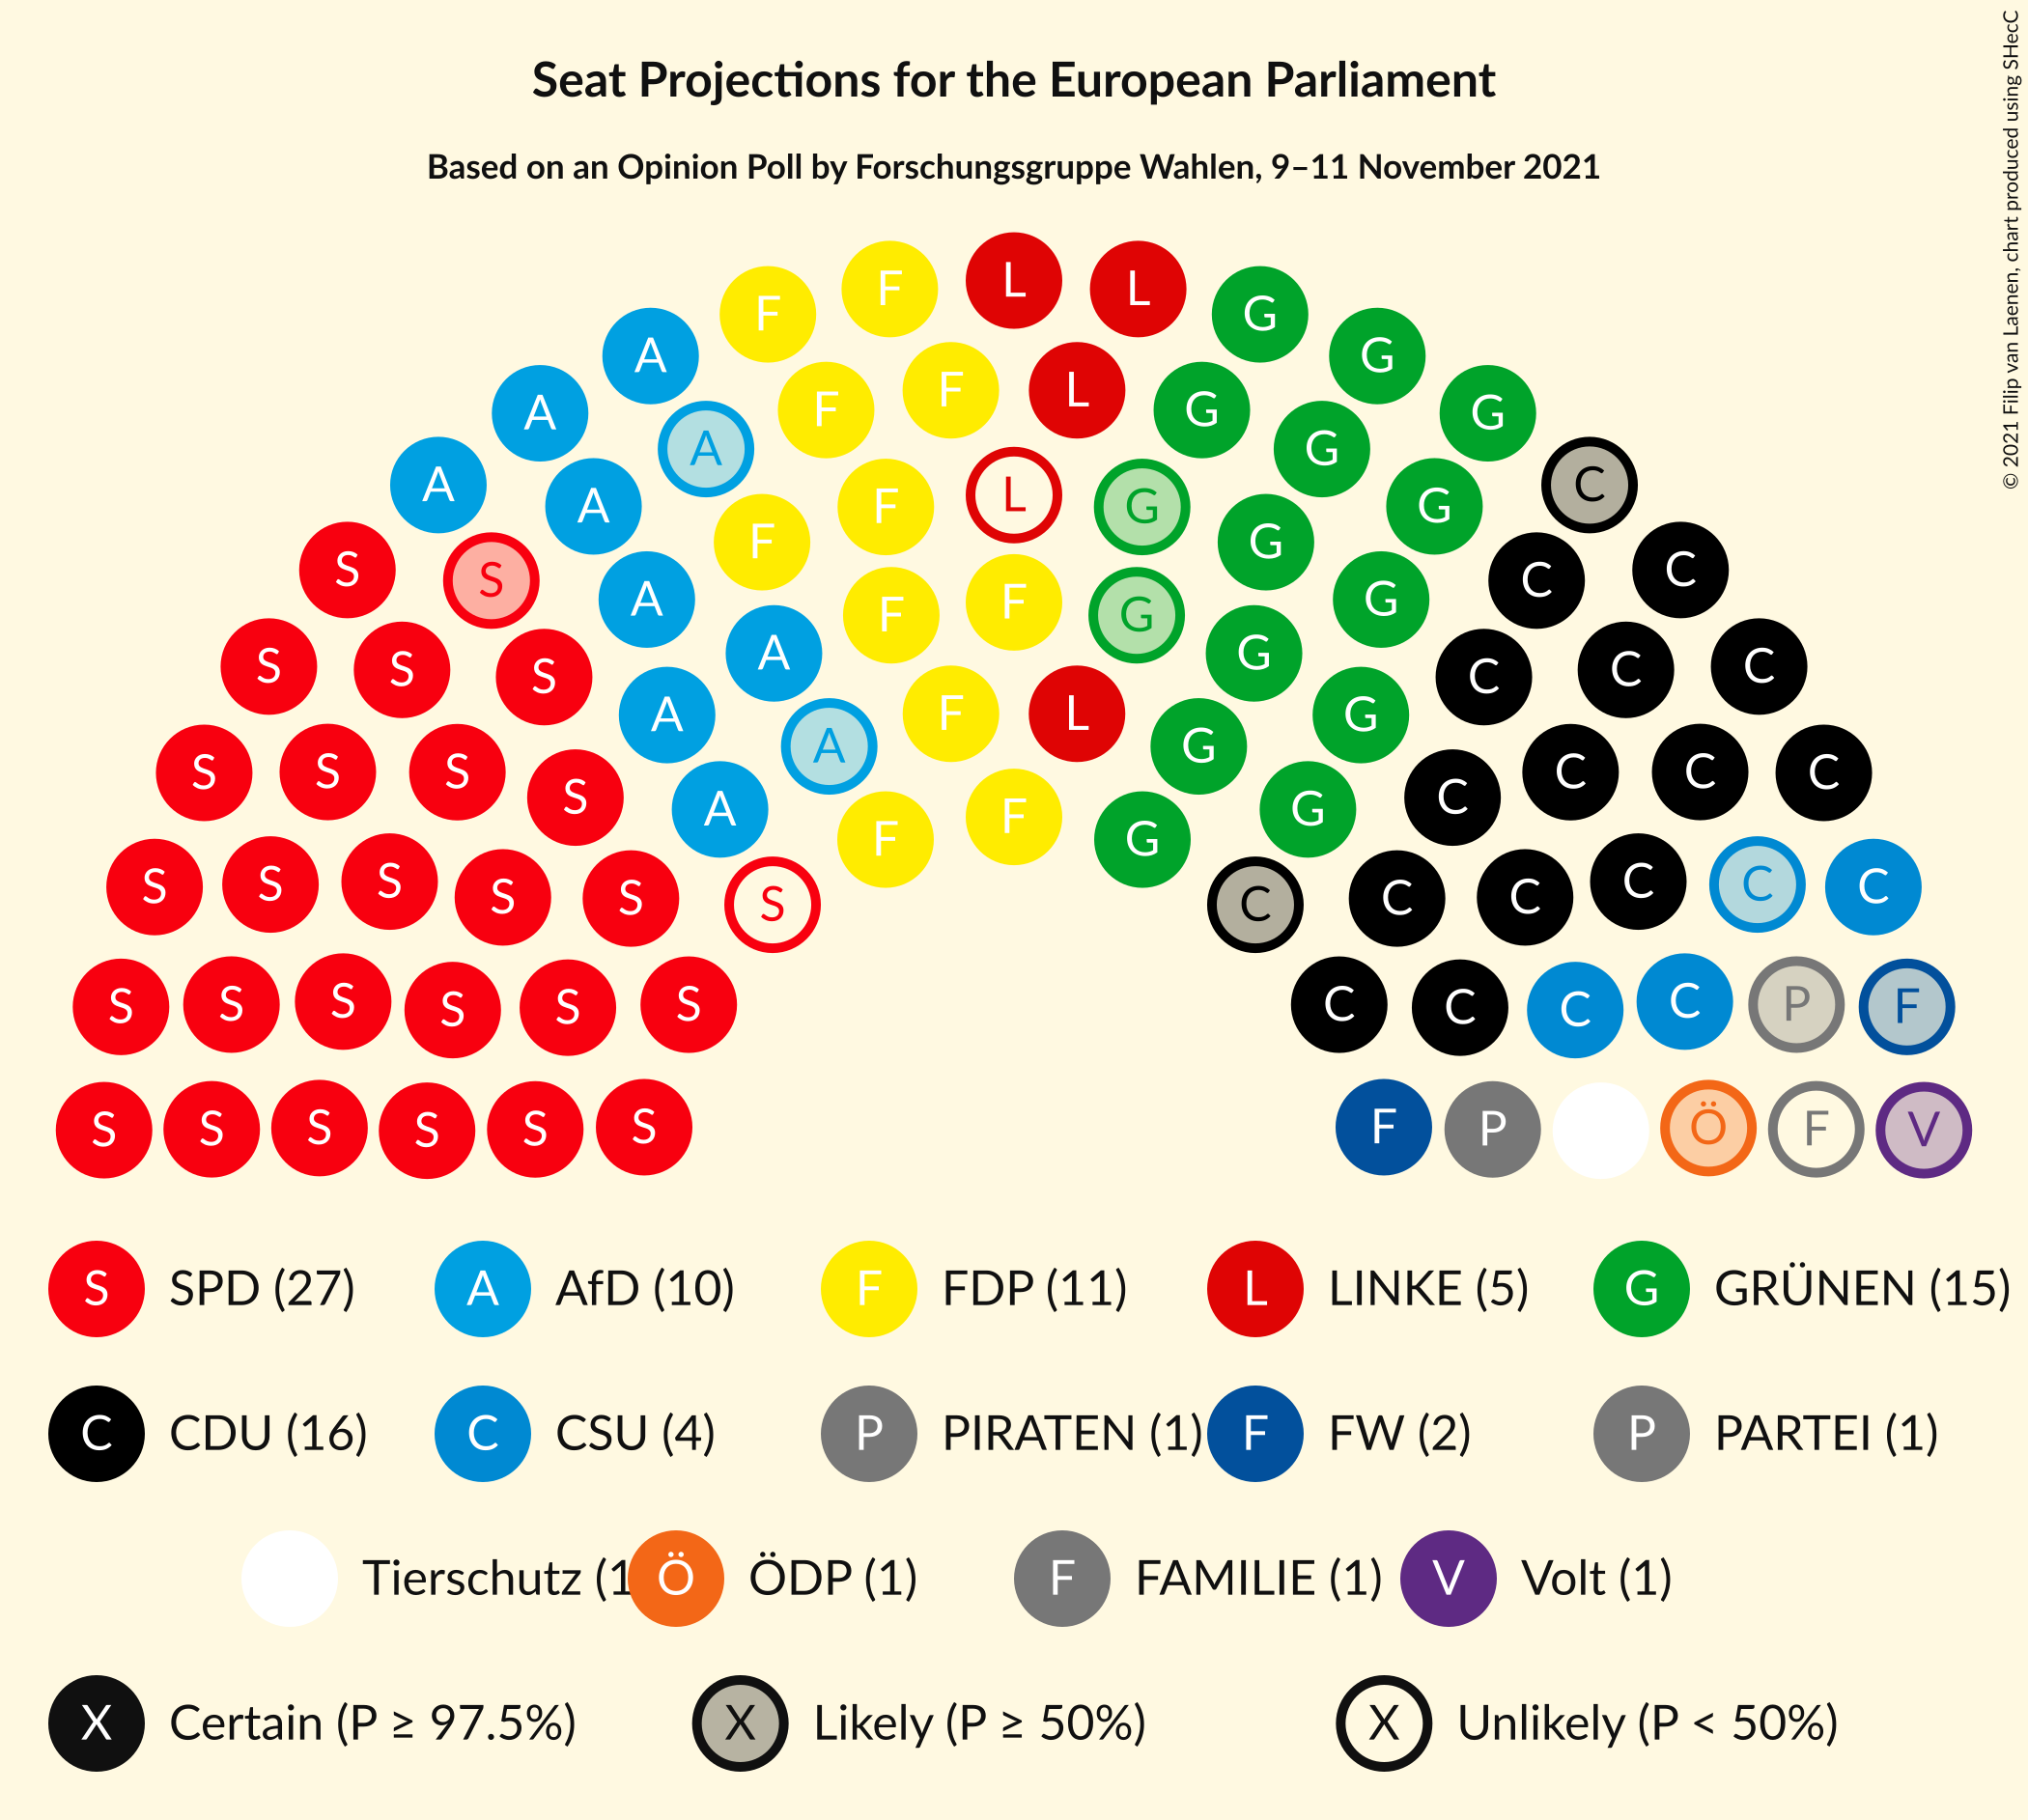 © 2021 Filip van Laenen, chart produced using SHecC
Seat Projections for the European Parliament
Based on an Opinion Poll by Forschungsgruppe Wahlen, 9–11 November 2021
F F L L G
A G
A F F L G G
A G
A A F L G G C
F G
S S A F F G G C C
S S S A G C C C
A F L G
S S S A G C C C
S A F F G G C
S S S S S S C C C C C C
S S S S S S C C C C P F
S S S S S S F P Ö F V
S SPD (27) A AfD (10) F FDP (11) L LINKE (5) G GRÜNEN (15)
C CDU (16) C CSU (4) P PIRATEN (1) F FW (2) P PARTEI (1)
Tierschutz (1 Ö ÖDP (1) F FAMILIE (1) V Volt (1)
X Certain (P ≥ 97.5%) X Likely (P ≥ 50%) X Unlikely (P < 50%)